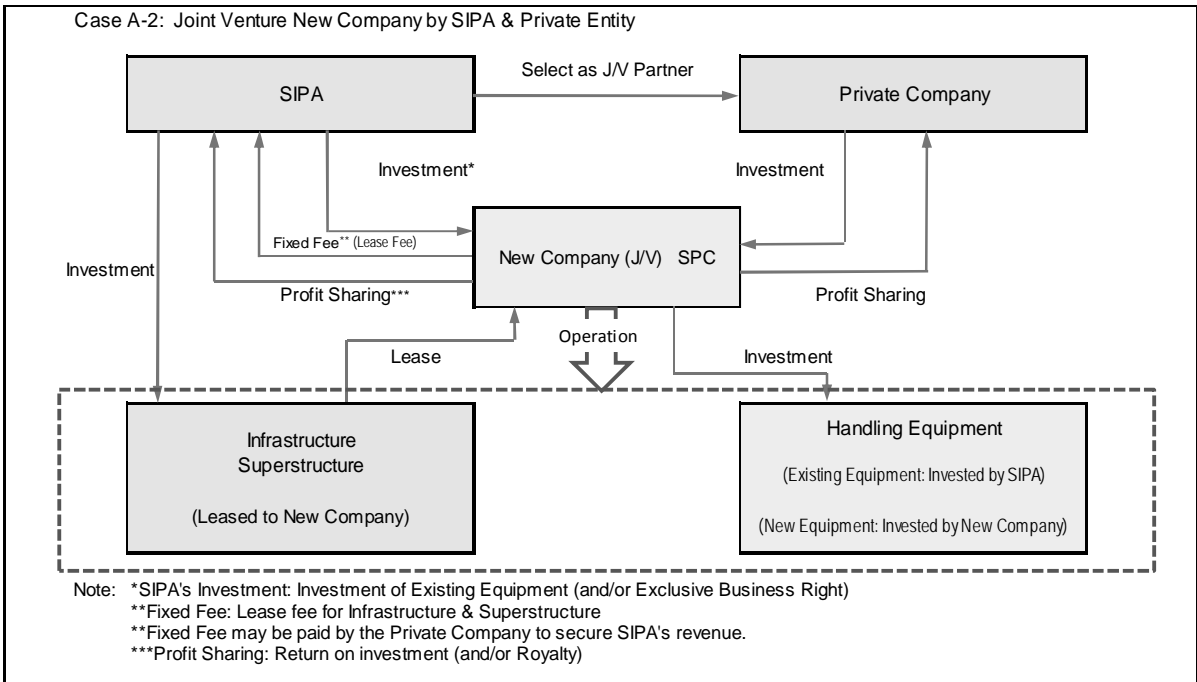 Case A-2: Joint Venture New Company by SIPA & Private Entity
SIPA
Select as J/V Partner
Private Company
Investment*
Investment
Fixed Fee** (Lease Fee)
New Company (J/V) SPC
Investment
Profit Sharing***
Profit Sharing
Operation
Lease
Investment
Infrastructure
Superstructure
(Leased to New Company)
Handling Equipment
(Existing Equipment: Invested by SIPA)
(New Equipment: Invested by New Company)
Note: *SIPA's Investment: Investment of Existing Equipment (and/or Exclusive Business Right)
**Fixed Fee: Lease fee for Infrastructure & Superstructure
**Fixed Fee may be paid by the Private Company to secure SIPA's revenue.
***Profit Sharing: Return on investment (and/or Royalty)